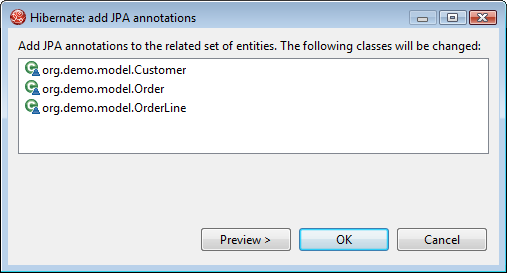 Hibernate: add JPA annotations
Add JPA annotations to the related set of entities. The following classes will be changed:
org.demo.model.Customer
org.demo.model.Order
org.demo.model.OrderLine
Preview > OK Cancel